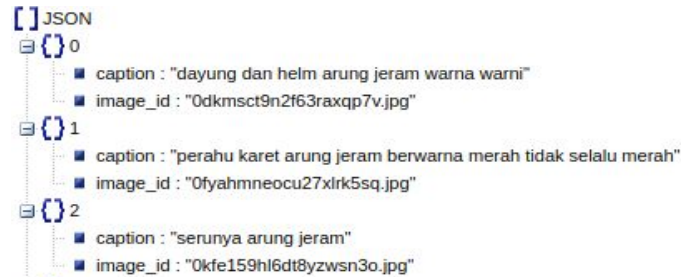 [ ] JSON
{ } 0
caption : "dayung dan helm arung jeram warna warni"
image_id : "0dkmsct9n2f63raxqp7v.jpg"
{ } 1
caption : "perahu karet arung jeram berwarna merah tidak selalu merah"
image_id : "0fyahmneocu27xlrk5sq.jpg"
{ } 2
caption : "serunya arung jeram"
image_id : "0kfe159hl6dt8yzwsn3o.jpg"